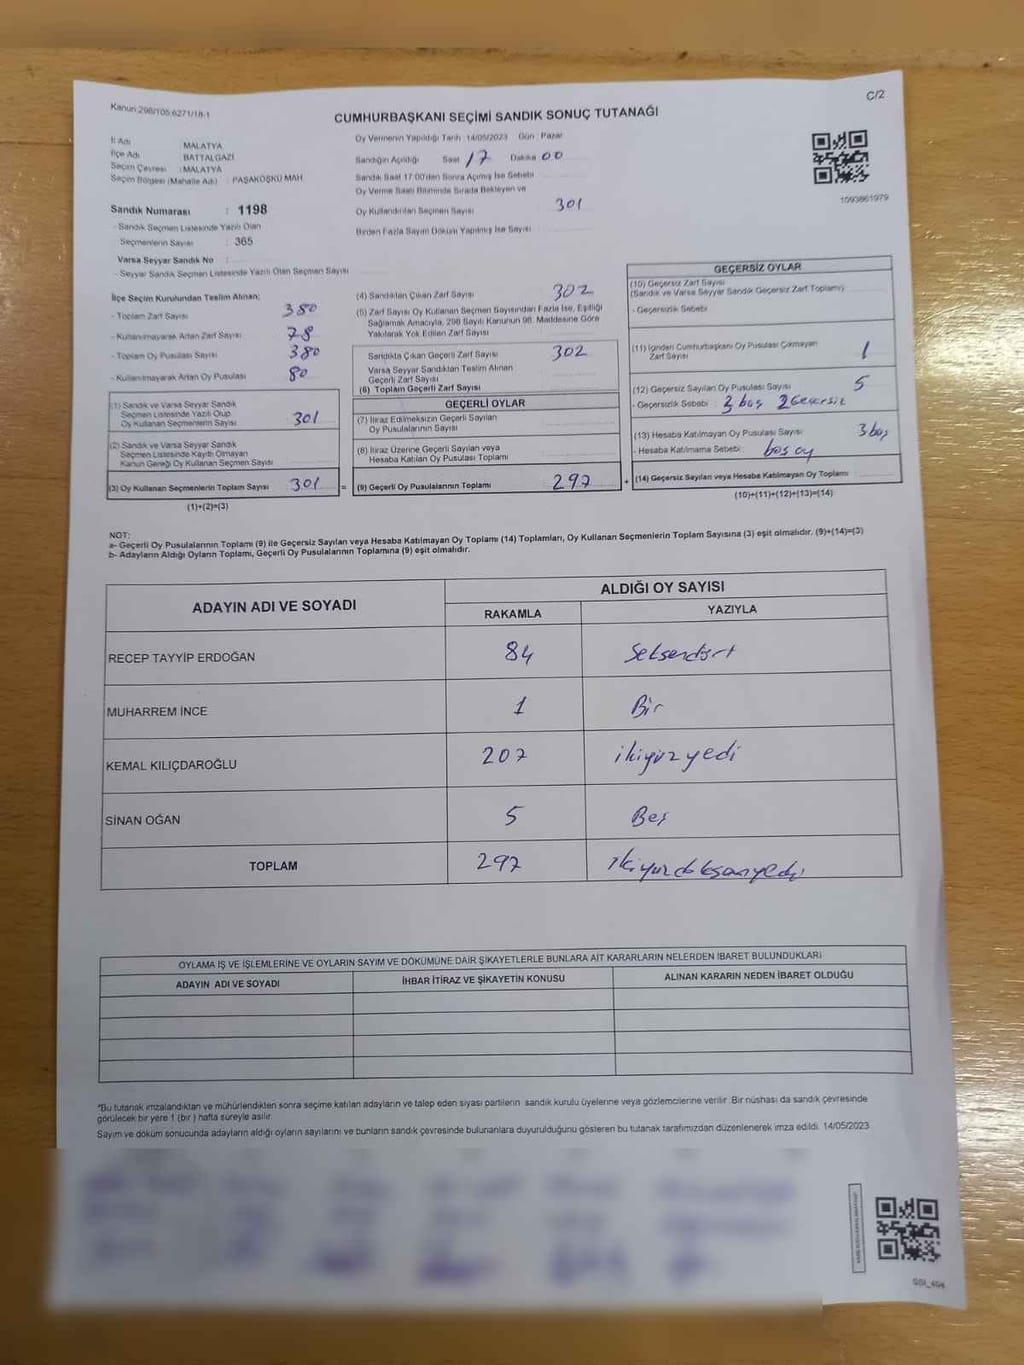 Kanun:298/105:6271/18-1
C/2
CUMHURBAŞKANI SEÇİMİ SANDIK SONUÇ TUTANAĞI
İl Adı : MALATYA
İlçe Adı : BATTALGAZİ
Seçim Çevresi : MALATYA
Seçim Bölgesi (Mahalle Adı) : PAŞAKÖŞKÜ MAH
Sandık Numarası : 1198
- Sandık Seçmen Listesinde Yazılı Olan
Seçmenlerin Sayısı : 365
Varsa Seyyar Sandık No :
- Seyyar Sandık Seçmen Listesinde Yazılı Olan Seçmen Sayısı
Oy Vermenin Yapıldığı Tarih :14/05/2023 Gün : Pazar
Sandığın Açıldığı Saat 17 Dakika 00
Sandık Saat 17:00'den Sonra Açımış İse Sebebi
Oy Verme Saati Bitiminde Sırada Bekleyen ve
Oy Kullandırılan Seçmen Sayısı 301
Birden Fazla Sayım Döküm Yapılmış İse Sayısı
1093861979
İlçe Seçim Kurulundan Teslim Alınan;
- Toplam Zarf Sayısı 380
- Kullanılmayarak Artan Zarf Sayısı 78
- Toplam Oy Pusulası Sayısı 380
- Kullanılmayarak Artan Oy Pusulası 80
(1) Sandık ve Varsa Seyyar Sandık
Seçmen Listesinde Yazılı Olup
Oy Kullanan Seçmenlerin Sayısı 301
(2) Sandık ve Varsa Seyyar Sandık
Seçmen Listesinde Kayıtlı Olmayan
Kanun Gereği Oy Kullanan Seçmen Sayısı
(3) Oy Kullanan Seçmenlerin Toplam Sayısı 301 =
(1)+(2)=(3)
(4) Sandıktan Çıkan Zarf Sayısı 302
(5) Zarf Sayısı Oy Kullanan Seçmen Sayısından Fazla İse, Eşitliği
Sağlamak Amacıyla, 298 Sayılı Kanunun 98. Maddesine Göre
Yakılarak Yok Edilen Zarf Sayısı
Sandıkta Çıkan Geçerli Zarf Sayısı 302
Varsa Seyyar Sandıktan Teslim Alınan
Geçerli Zarf Sayısı
(6) Toplam Geçerli Zarf Sayısı
GEÇERLİ OYLAR
(7) İtiraz Edilmeksizin Geçerli Sayılan
Oy Pusulalarının Sayısı
(8) İtiraz Üzerine Geçerli Sayılan veya
Hesaba Katılan Oy Pusulası Toplamı
(9) Geçerli Oy Pusulalarının Toplamı 297 +
GEÇERSİZ OYLAR
(10) Geçersiz Zarf Sayısı
(Sandık ve Varsa Seyyar Sandık Geçersiz Zarf Toplamı)
- Geçersizlik Sebebi
(11) İçinden Cumhurbaşkanı Oy Pusulası Çıkmayan
Zarf Sayısı 1
(12) Geçersiz Sayılan Oy Pusulası Sayısı 5
- Geçersizlik Sebebi 3 boş 2 Geçersiz
(13) Hesaba Katılmayan Oy Pusulası Sayısı 3 boş
- Hesaba Katılmama Sebebi boş oy
(14) Geçersiz Sayılan veya Hesaba Katılmayan Oy Toplamı
(10)+(11)+(12)+(13)=(14)
NOT:
a- Geçerli Oy Pusulalarının Toplamı (9) ile Geçersiz Sayılan veya Hesaba Katılmayan Oy Toplamı (14) Toplamları, Oy Kullanan Seçmenlerin Toplam Sayısına (3) eşit olmalıdır. (9)+(14)=(3)
b- Adayların Aldığı Oyların Toplamı, Geçerli Oy Pusulalarının Toplamına (9) eşit olmalıdır.
ADAYIN ADI VE SOYADI
ALDIĞI OY SAYISI
RAKAMLA YAZIYLA
RECEP TAYYİP ERDOĞAN 84 Seksendört
MUHARREM İNCE 1 Bir
KEMAL KILIÇDAROĞLU 207 ikiyüzyedi
SİNAN OĞAN 5 Beş
TOPLAM 297 ikiyüzdoksanyedi
OYLAMA İŞ VE İŞLEMLERİNE VE OYLARIN SAYIM VE DÖKÜMÜNE DAİR ŞİKAYETLERLE BUNLARA AİT KARARLARIN NELERDEN İBARET BULUNDUKLARI
ADAYIN ADI VE SOYADI İHBAR İTİRAZ VE ŞİKAYETİN KONUSU ALINAN KARARIN NEDEN İBARET OLDUĞU
*Bu tutanak imzalandıktan ve mühürlendikten sonra seçime katılan adayların ve talep eden siyasi partilerin sandık kurulu üyelerine veya gözlemcilerine verilir. Bir nüshası da sandık çevresinde
görülecek bir yere 1 (bir) hafta süreyle asılır.
Sayım ve döküm sonucunda adayların aldığı oyların sayılarını ve bunların sandık çevresinde bulunanlara duyurulduğunu gösteren bu tutanak tarafımızdan düzenlenerek imza edildi. 14/05/2023